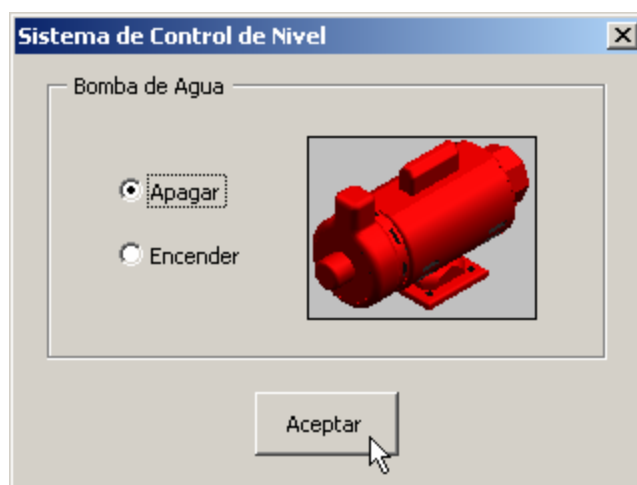 Sistema de Control de Nivel
Bomba de Agua
Apagar
Encender
Aceptar